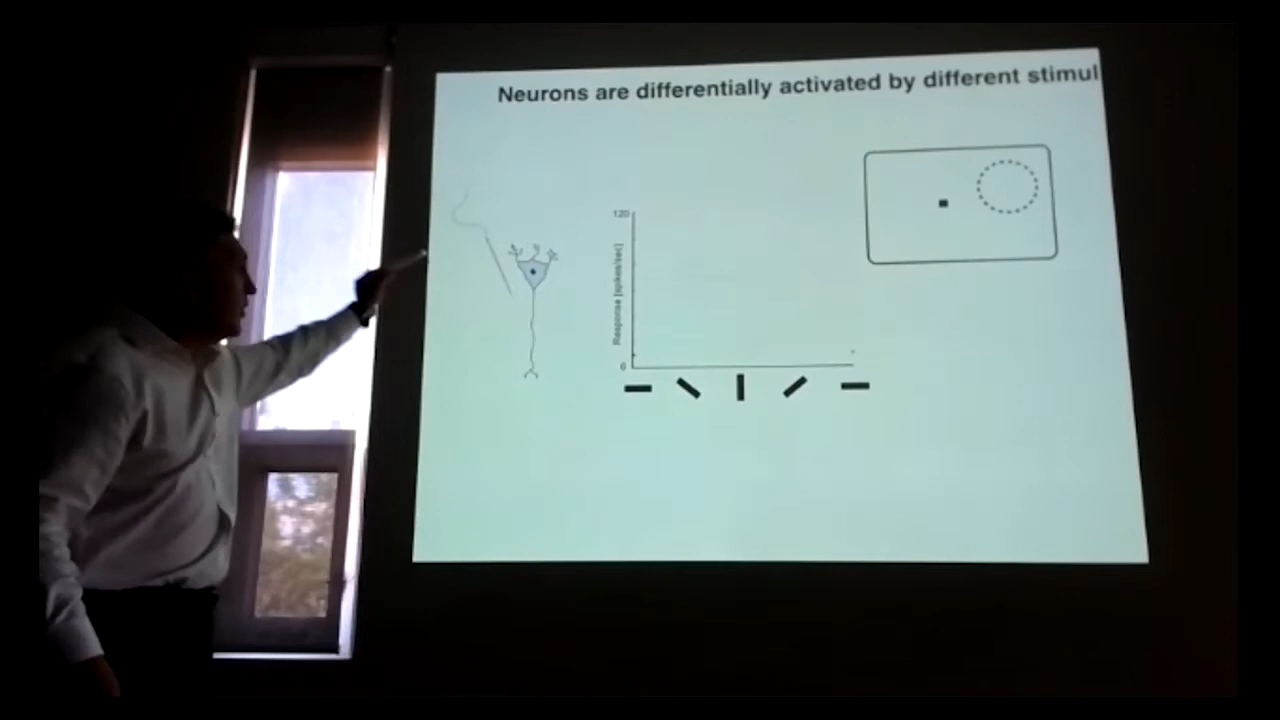 Neurons are differentially activated by different stimul
120
Response [spikes/sec]
0